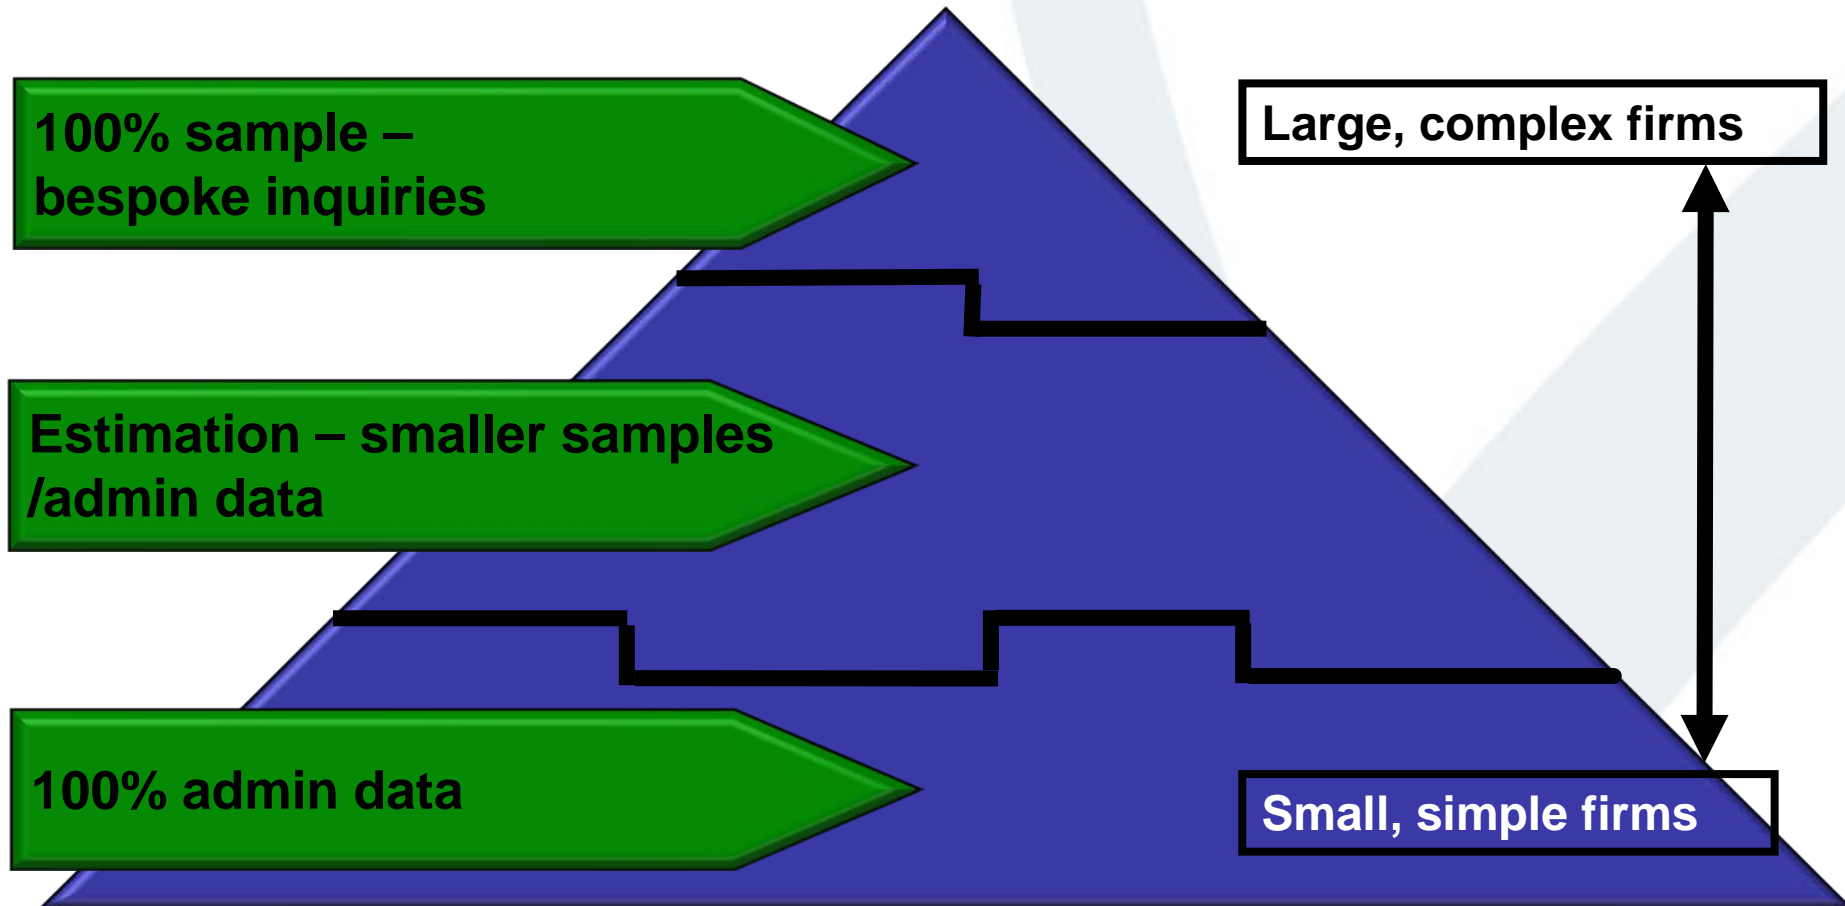 100% sample –
bespoke inquiries
Large, complex firms
Estimation – smaller samples
/admin data
100% admin data
Small, simple firms